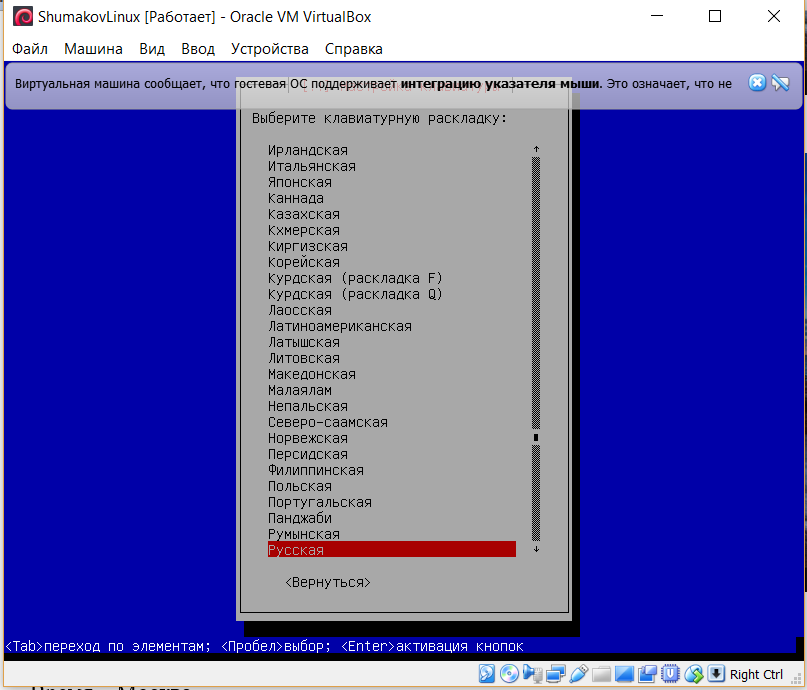 ShumakovLinux [Работает] - Oracle VM VirtualBox
Файл Машина Вид Ввод Устройства Справка
Виртуальная машина сообщает, что гостевая ОС поддерживает интеграцию указателя мыши. Это означает, что не
Выберите клавиатурную раскладку:
Ирландская
Итальянская
Японская
Каннада
Казахская
Кхмерская
Киргизская
Корейская
Курдская (раскладка F)
Курдская (раскладка Q)
Лаосская
Латиноамериканская
Латышская
Литовская
Македонская
Малаялам
Непальская
Северо-саамская
Норвежская
Персидская
Филиппинская
Польская
Португальская
Панджаби
Румынская
Русская
<Вернуться>
<Tab>переход по элементам; <Пробел>выбор; <Enter>активация кнопок
Right Ctrl